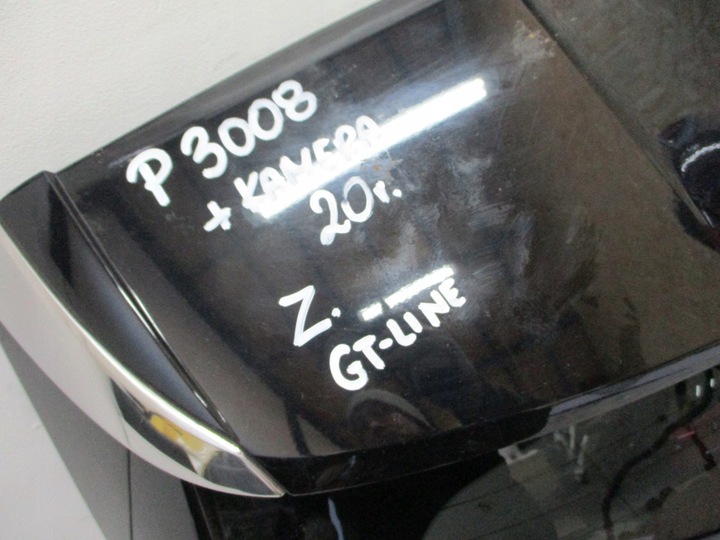 P 3008
+ KAMERA
20r.
Z.
GT-LINE